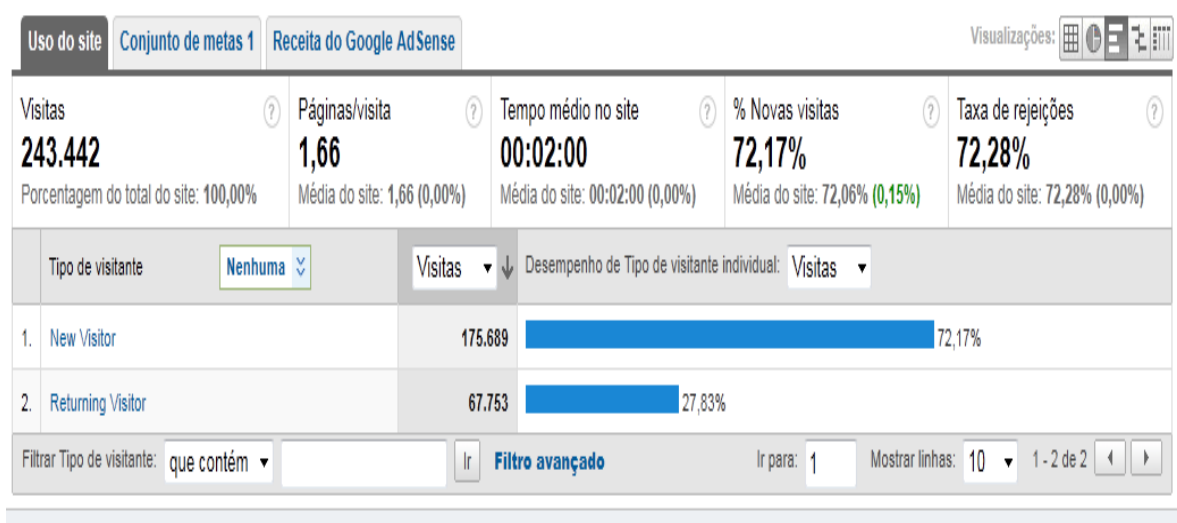 Uso do site Conjunto de metas 1 Receita do Google AdSense Visualizações:
Visitas ? Páginas/visita ? Tempo médio no site ? % Novas visitas ? Taxa de rejeições ?
243.442 1,66 00:02:00 72,17% 72,28%
Porcentagem do total do site: 100,00% Média do site: 1,66 (0,00%) Média do site: 00:02:00 (0,00%) Média do site: 72,06% (0,15%) Média do site: 72,28% (0,00%)
Tipo de visitante Nenhuma Visitas Desempenho de Tipo de visitante individual: Visitas
1. New Visitor 175.689 72,17%
2. Returning Visitor 67.753 27,83%
Filtrar Tipo de visitante: que contém Ir Filtro avançado Ir para: 1 Mostrar linhas: 10 1 - 2 de 2